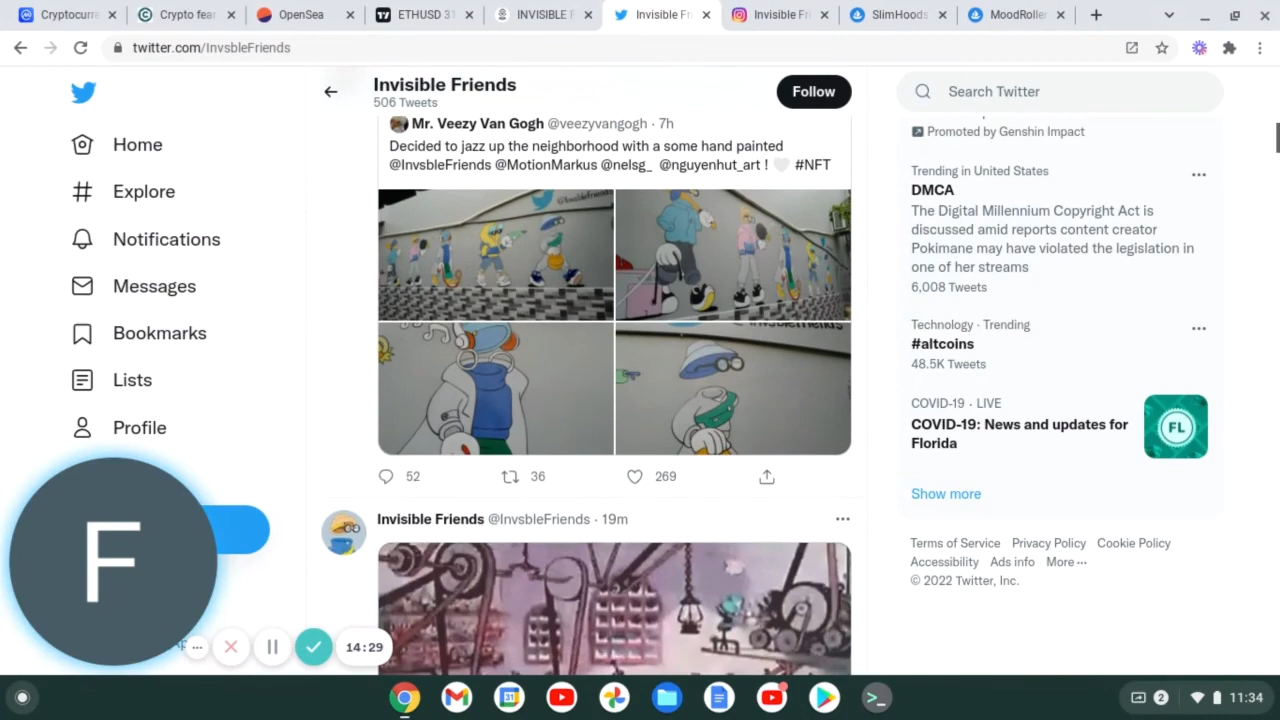 Cryptocurre
Crypto fear
OpenSea
ETHUSD 31
INVISIBLE F
Invisible Fr
Invisible Fri
SlimHoods
MoodRoller
twitter.com/InvsbleFriends
Invisible Friends
506 Tweets
Follow
Search Twitter
Home
Explore
Notifications
Messages
Bookmarks
Lists
Profile
Mr. Veezy Van Gogh @veezyvangogh · 7h
Decided to jazz up the neighborhood with a some hand painted
@InvsbleFriends @MotionMarkus @nelsg_ @nguyenhut_art ! 🤍 #NFT
52
36
269
Invisible Friends @InvsbleFriends · 19m
Promoted by Genshin Impact
Trending in United States
DMCA
The Digital Millennium Copyright Act is
discussed amid reports content creator
Pokimane may have violated the legislation in
one of her streams
6,008 Tweets
Technology · Trending
#altcoins
48.5K Tweets
COVID-19 · LIVE
COVID-19: News and updates for
Florida
FL
Show more
Terms of Service Privacy Policy Cookie Policy
Accessibility Ads info More ···
© 2022 Twitter, Inc.
F
14:29
31
2
11:34